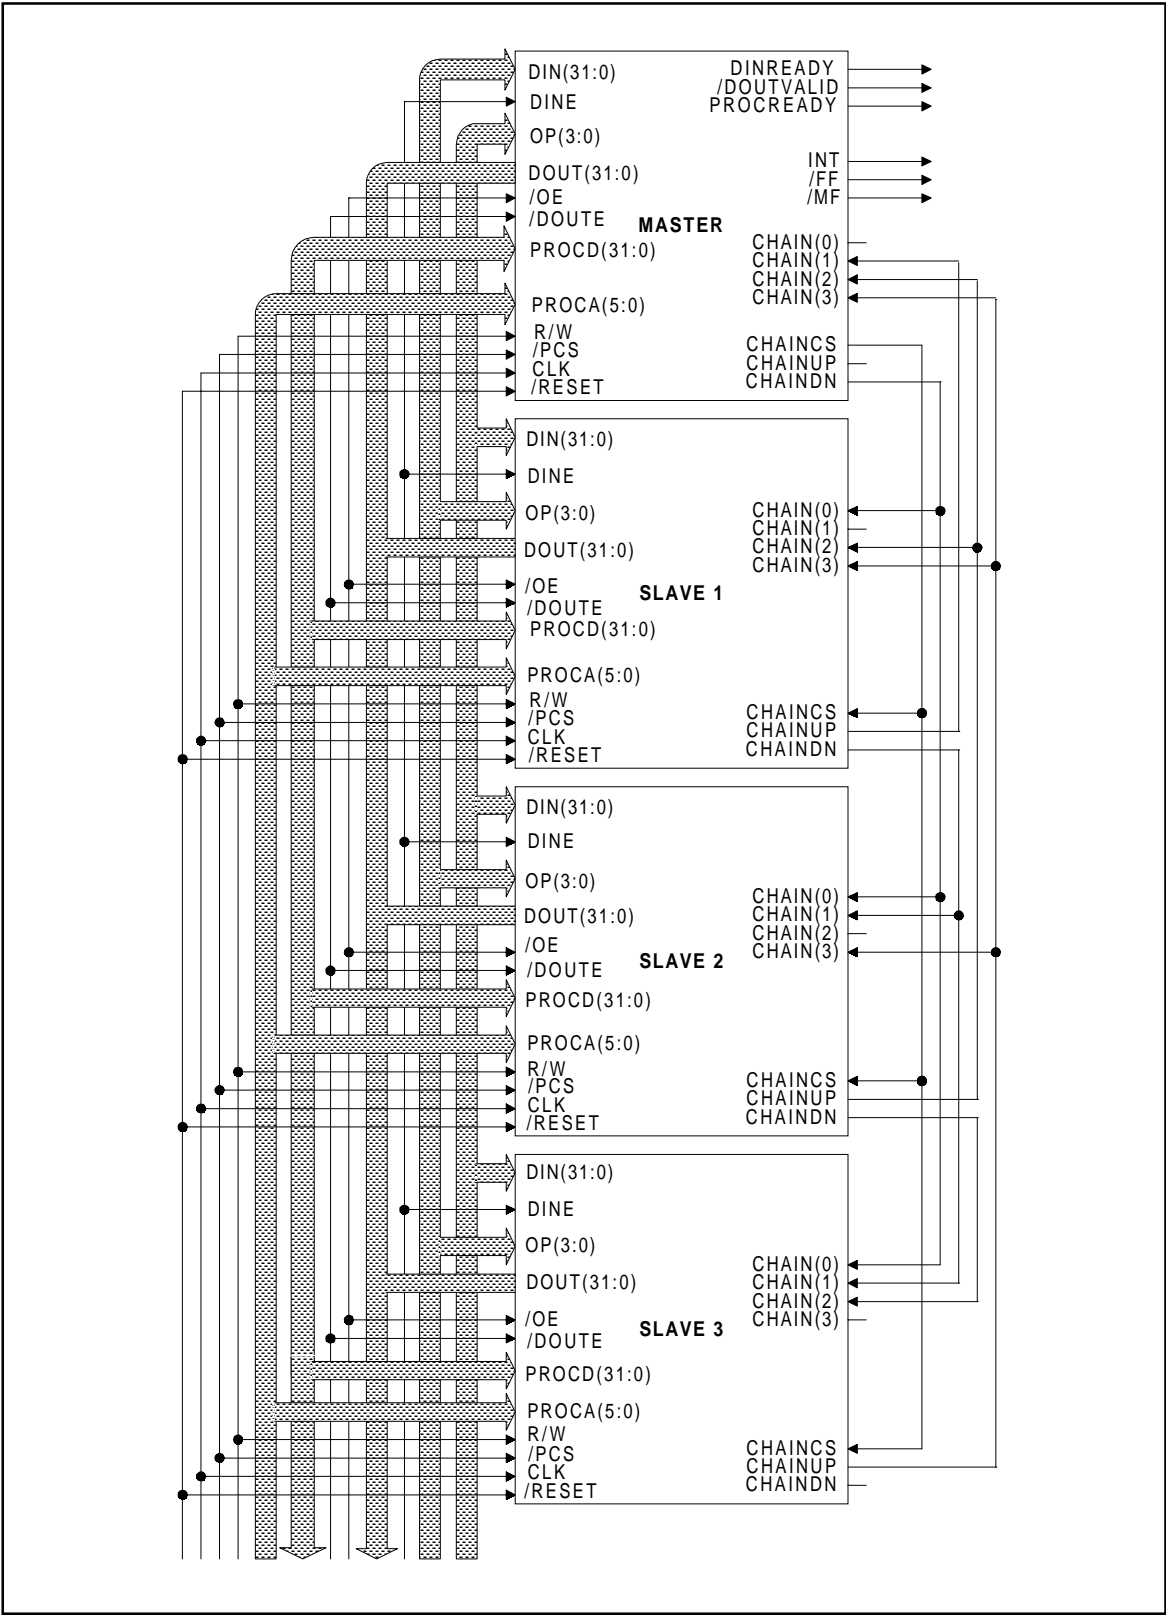 DIN(31:0)
DINE
OP(3:0)
DOUT(31:0)
/OE
/DOUTE
PROCD(31:0)
PROCA(5:0)
R/W
/PCS
CLK
/RESET
MASTER
DINREADY
/DOUTVALID
PROCREADY
INT
/FF
/MF
CHAIN(0)
CHAIN(1)
CHAIN(2)
CHAIN(3)
CHAINCS
CHAINUP
CHAINDN
DIN(31:0)
DINE
OP(3:0)
DOUT(31:0)
/OE
/DOUTE
PROCD(31:0)
PROCA(5:0)
R/W
/PCS
CLK
/RESET
SLAVE 1
CHAIN(0)
CHAIN(1)
CHAIN(2)
CHAIN(3)
CHAINCS
CHAINUP
CHAINDN
DIN(31:0)
DINE
OP(3:0)
DOUT(31:0)
/OE
/DOUTE
PROCD(31:0)
PROCA(5:0)
R/W
/PCS
CLK
/RESET
SLAVE 2
CHAIN(0)
CHAIN(1)
CHAIN(2)
CHAIN(3)
CHAINCS
CHAINUP
CHAINDN
DIN(31:0)
DINE
OP(3:0)
DOUT(31:0)
/OE
/DOUTE
PROCD(31:0)
PROCA(5:0)
R/W
/PCS
CLK
/RESET
SLAVE 3
CHAIN(0)
CHAIN(1)
CHAIN(2)
CHAIN(3)
CHAINCS
CHAINUP
CHAINDN